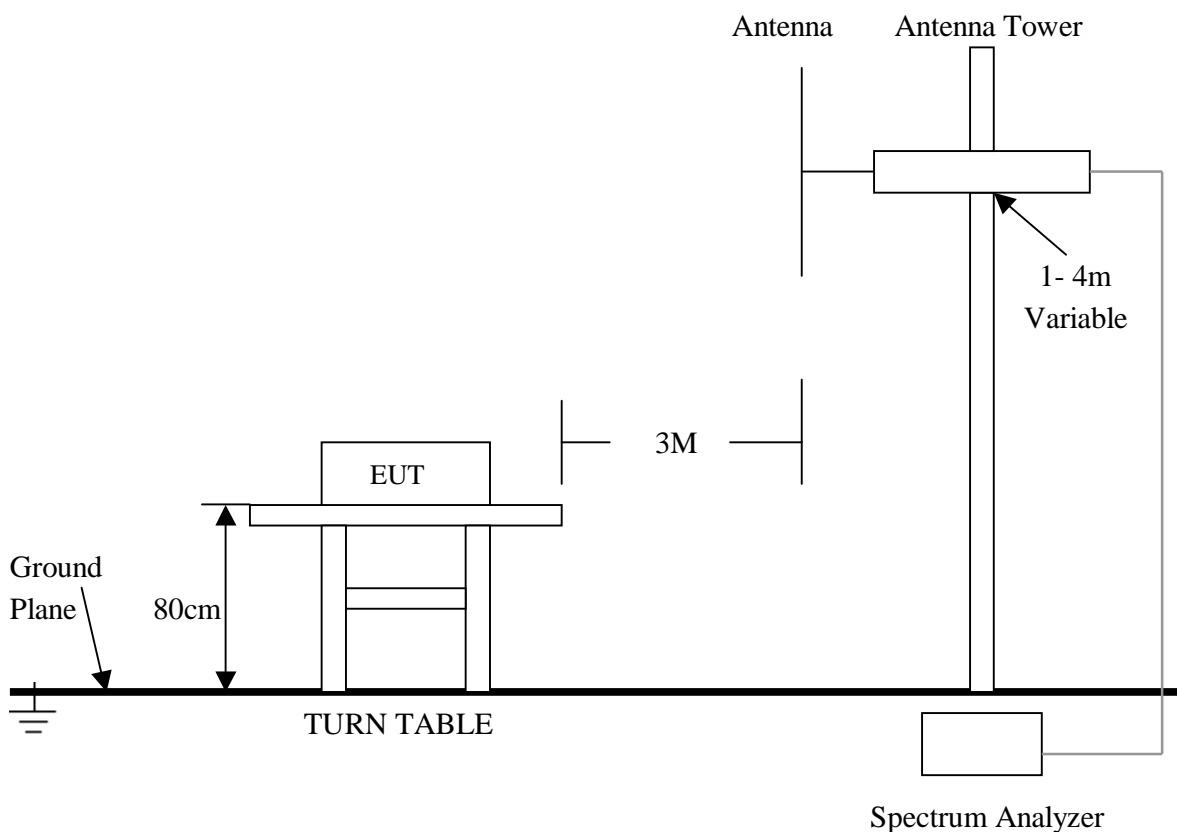 Antenna
Antenna Tower
1- 4m
Variable
3M
EUT
Ground
Plane
80cm
TURN TABLE
Spectrum Analyzer